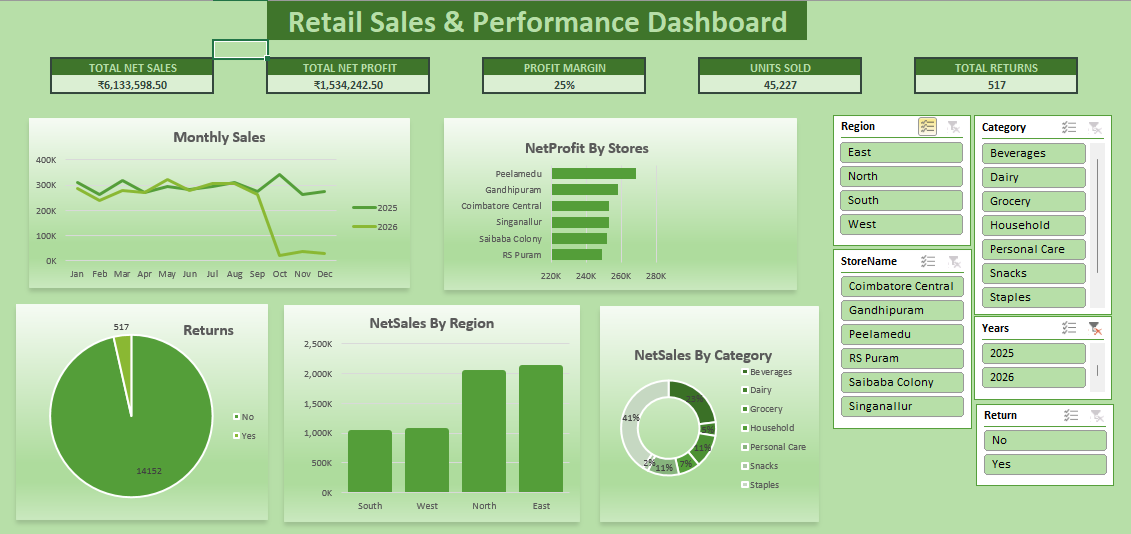 Retail Sales & Performance Dashboard
TOTAL NET SALES
₹6,133,598.50
TOTAL NET PROFIT
₹1,534,242.50
PROFIT MARGIN
25%
UNITS SOLD
45,227
TOTAL RETURNS
517
Monthly Sales
400K
300K
200K
100K
0K
Jan Feb Mar Apr May Jun Jul Aug Sep Oct Nov Dec
2025
2026
NetProfit By Stores
Peelamedu
Gandhipuram
Coimbatore Central
Singanallur
Saibaba Colony
RS Puram
220K 240K 260K 280K
Region
East
North
South
West
Category
Beverages
Dairy
Grocery
Household
Personal Care
Snacks
Staples
StoreName
Coimbatore Central
Gandhipuram
Peelamedu
RS Puram
Saibaba Colony
Singanallur
Years
2025
2026
Return
No
Yes
Returns
517
14152
No
Yes
NetSales By Region
2,500K
2,000K
1,500K
1,000K
500K
0K
South West North East
NetSales By Category
41%
11%
7%
11%
2%
Beverages
Dairy
Grocery
Household
Personal Care
Snacks
Staples